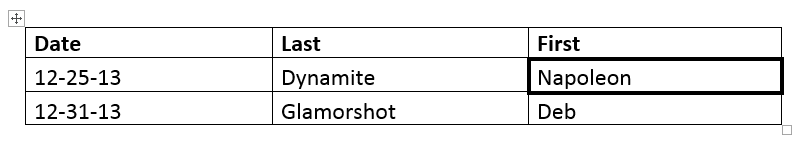 Date Last First
12-25-13 Dynamite Napoleon
12-31-13 Glamorshot Deb